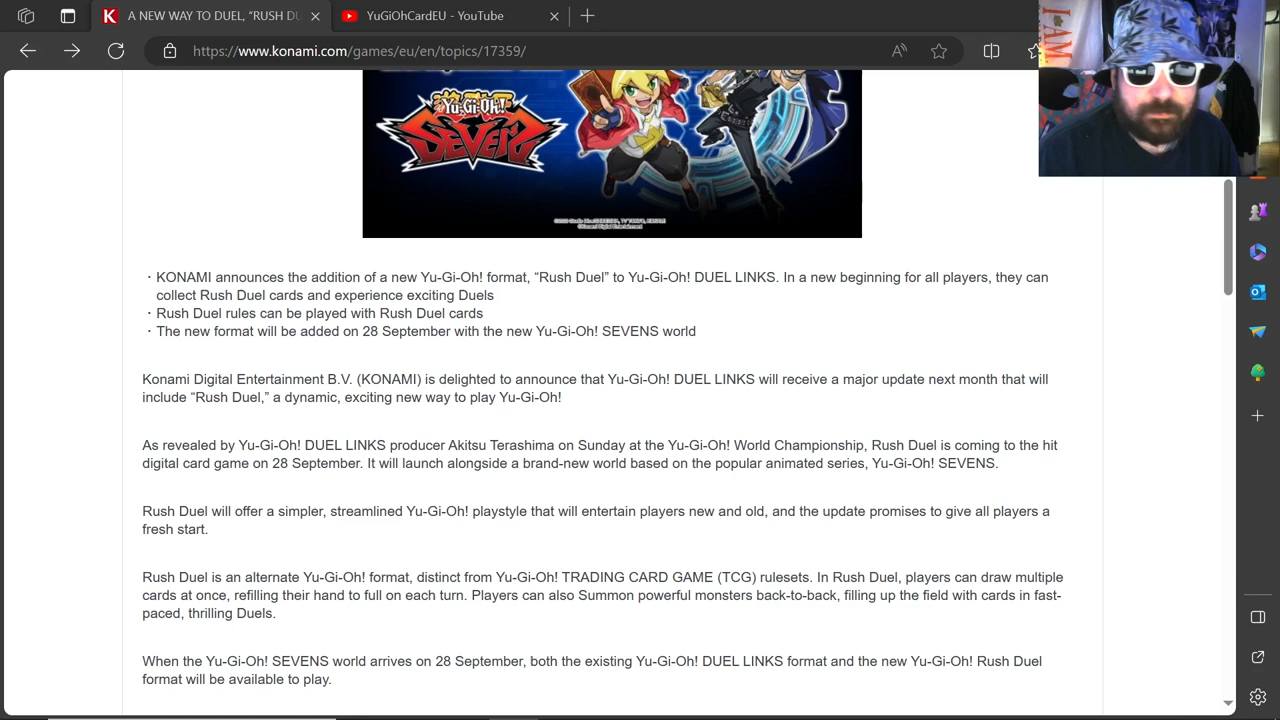 A NEW WAY TO DUEL, “RUSH DU
YuGiOhCardEU - YouTube
https://www.konami.com/games/eu/en/topics/17359/
I AM
Yu-Gi-Oh!
SEVENS
・KONAMI announces the addition of a new Yu-Gi-Oh! format, “Rush Duel” to Yu-Gi-Oh! DUEL LINKS. In a new beginning for all players, they can
collect Rush Duel cards and experience exciting Duels
・Rush Duel rules can be played with Rush Duel cards
・The new format will be added on 28 September with the new Yu-Gi-Oh! SEVENS world
Konami Digital Entertainment B.V. (KONAMI) is delighted to announce that Yu-Gi-Oh! DUEL LINKS will receive a major update next month that will
include “Rush Duel,” a dynamic, exciting new way to play Yu-Gi-Oh!
As revealed by Yu-Gi-Oh! DUEL LINKS producer Akitsu Terashima on Sunday at the Yu-Gi-Oh! World Championship, Rush Duel is coming to the hit
digital card game on 28 September. It will launch alongside a brand-new world based on the popular animated series, Yu-Gi-Oh! SEVENS.
Rush Duel will offer a simpler, streamlined Yu-Gi-Oh! playstyle that will entertain players new and old, and the update promises to give all players a
fresh start.
Rush Duel is an alternate Yu-Gi-Oh! format, distinct from Yu-Gi-Oh! TRADING CARD GAME (TCG) rulesets. In Rush Duel, players can draw multiple
cards at once, refilling their hand to full on each turn. Players can also Summon powerful monsters back-to-back, filling up the field with cards in fast-
paced, thrilling Duels.
When the Yu-Gi-Oh! SEVENS world arrives on 28 September, both the existing Yu-Gi-Oh! DUEL LINKS format and the new Yu-Gi-Oh! Rush Duel
format will be available to play.